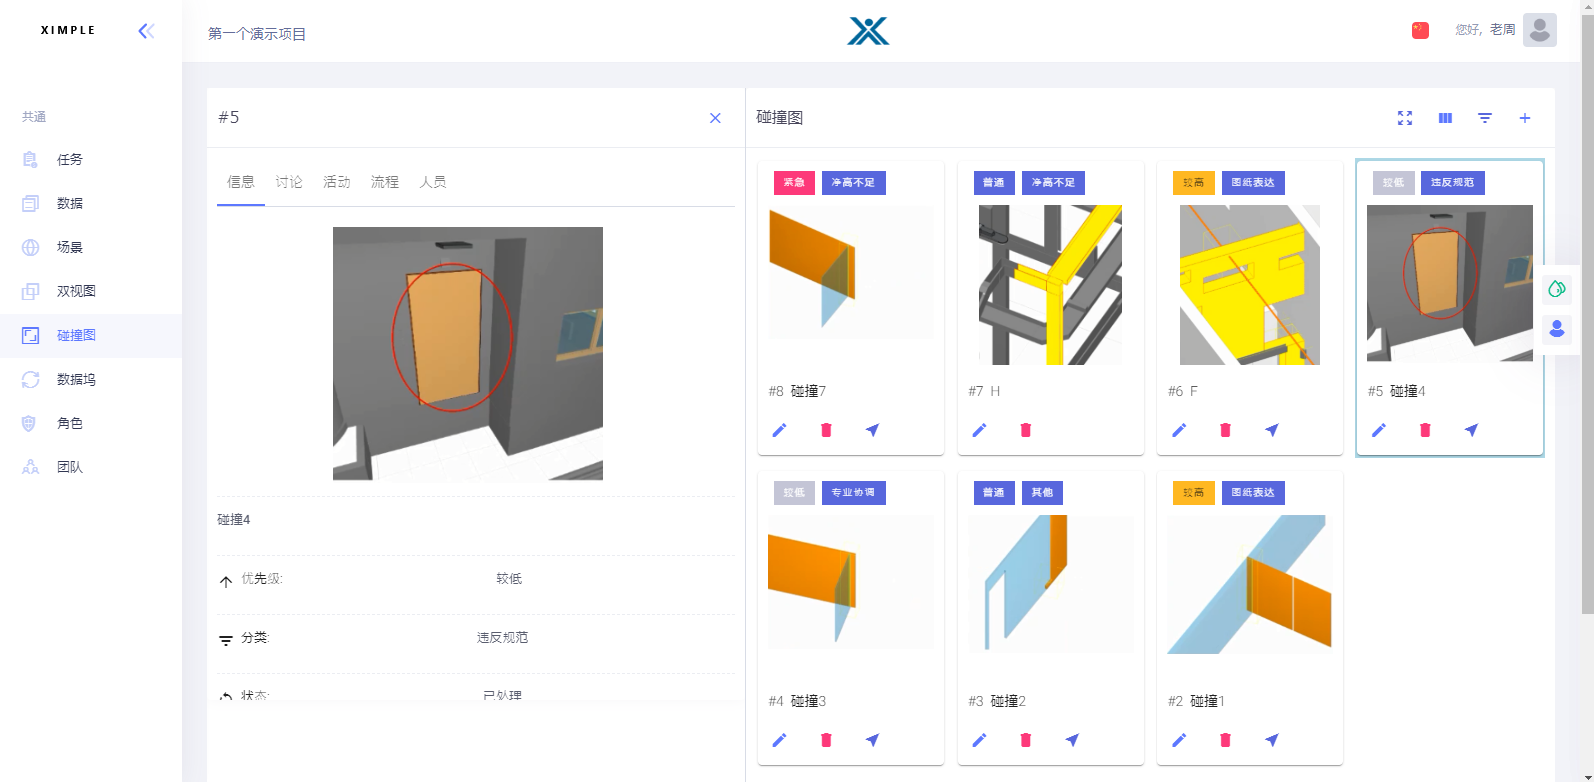 XIMPLE
第一个演示项目
您好, 老周
共通
任务
数据
场景
双视图
碰撞图
数据坞
角色
团队
#5
信息 讨论 活动 流程 人员
碰撞4
优先级: 较低
分类: 违反规范
状态: 已处理
碰撞图
紧急 净高不足
#8 碰撞7
普通 净高不足
#7 H
较高 图纸表达
#6 F
较低 违反规范
#5 碰撞4
较低 专业协调
#4 碰撞3
普通 其他
#3 碰撞2
较高 图纸表达
#2 碰撞1